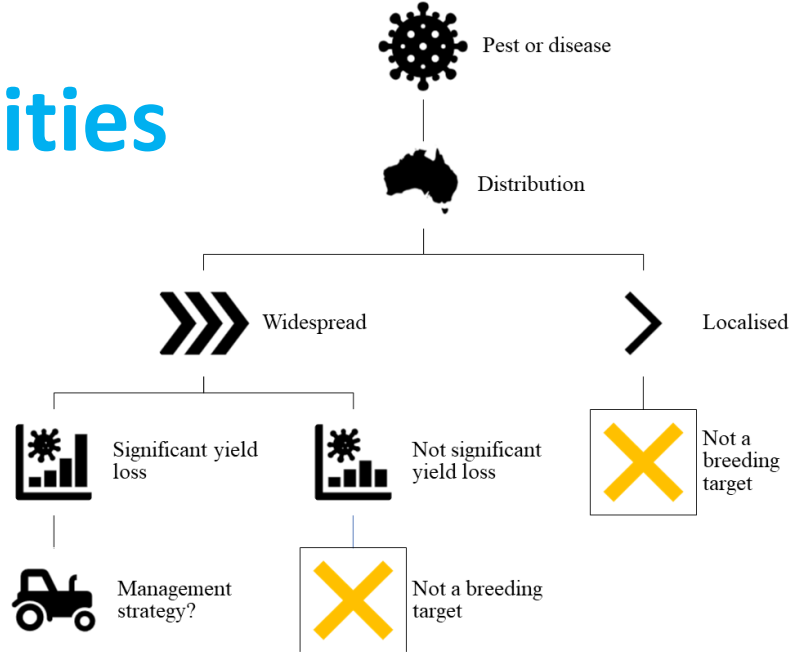 Pest or disease
ities
Distribution
Widespread
Localised
Significant yield
loss
Not significant
yield loss
Not a
breeding
target
Management
strategy?
Not a breeding
target